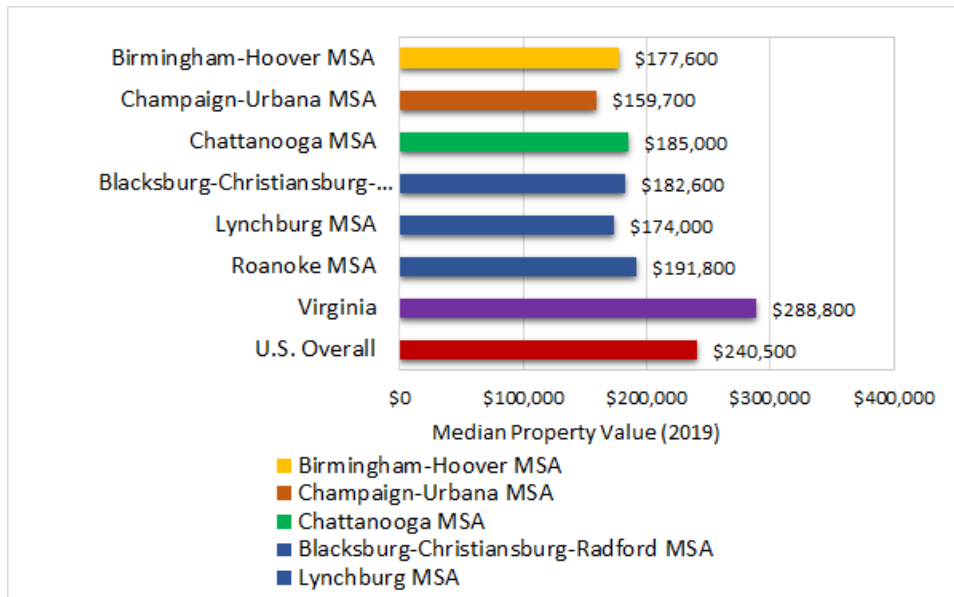 Birmingham-Hoover MSA
$177,600
Champaign-Urbana MSA
$159,700
Chattanooga MSA
$185,000
Blacksburg-Christiansburg-...
$182,600
Lynchburg MSA
$174,000
Roanoke MSA
$191,800
Virginia
$288,800
U.S. Overall
$240,500
$0 $100,000 $200,000 $300,000 $400,000
Median Property Value (2019)
Birmingham-Hoover MSA
Champaign-Urbana MSA
Chattanooga MSA
Blacksburg-Christiansburg-Radford MSA
Lynchburg MSA